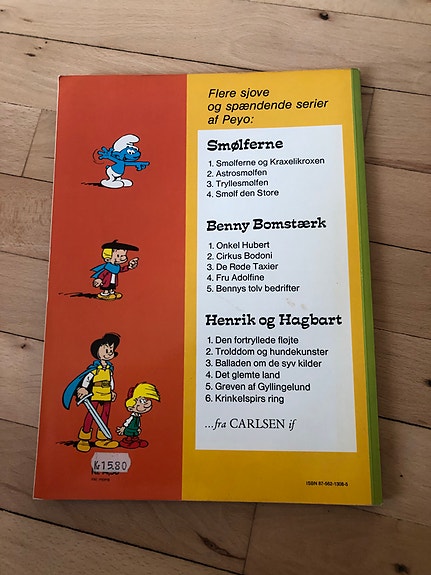 Flere sjove
og spændende serier
af Peyo:
Smølferne
1. Smølferne og Kraxelikroxen
2. Astrosmølfen
3. Tryllesmølfen
4. Smølf den Store
Benny Bomstærk
1. Onkel Hubert
2. Cirkus Bodoni
3. De Røde Taxier
4. Fru Adolfine
5. Bennys tolv bedrifter
Henrik og Hagbart
1. Den fortryllede fløjte
2. Trolddom og hundekunster
3. Balladen om de syv kilder
4. Det glemte land
5. Greven af Gyllingelund
6. Krinkelspirs ring
...fra CARLSEN if
Kr 15.80